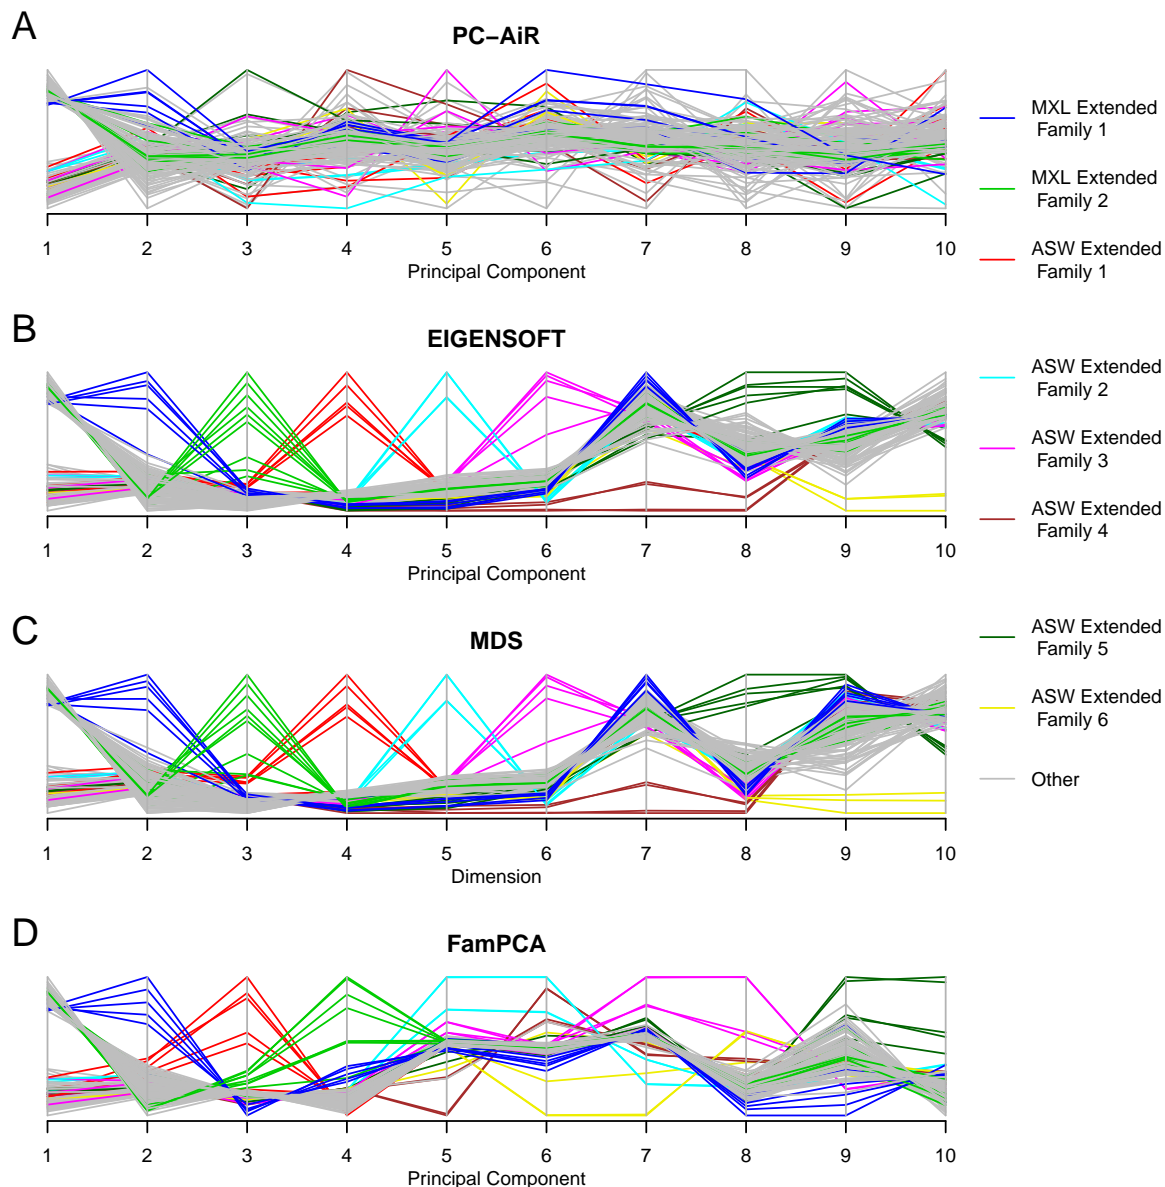 A
PC–AiR
1 2 3 4 5 6 7 8 9 10
Principal Component
B
EIGENSOFT
1 2 3 4 5 6 7 8 9 10
Principal Component
C
MDS
1 2 3 4 5 6 7 8 9 10
Dimension
D
FamPCA
1 2 3 4 5 6 7 8 9 10
Principal Component
MXL Extended
Family 1
MXL Extended
Family 2
ASW Extended
Family 1
ASW Extended
Family 2
ASW Extended
Family 3
ASW Extended
Family 4
ASW Extended
Family 5
ASW Extended
Family 6
Other